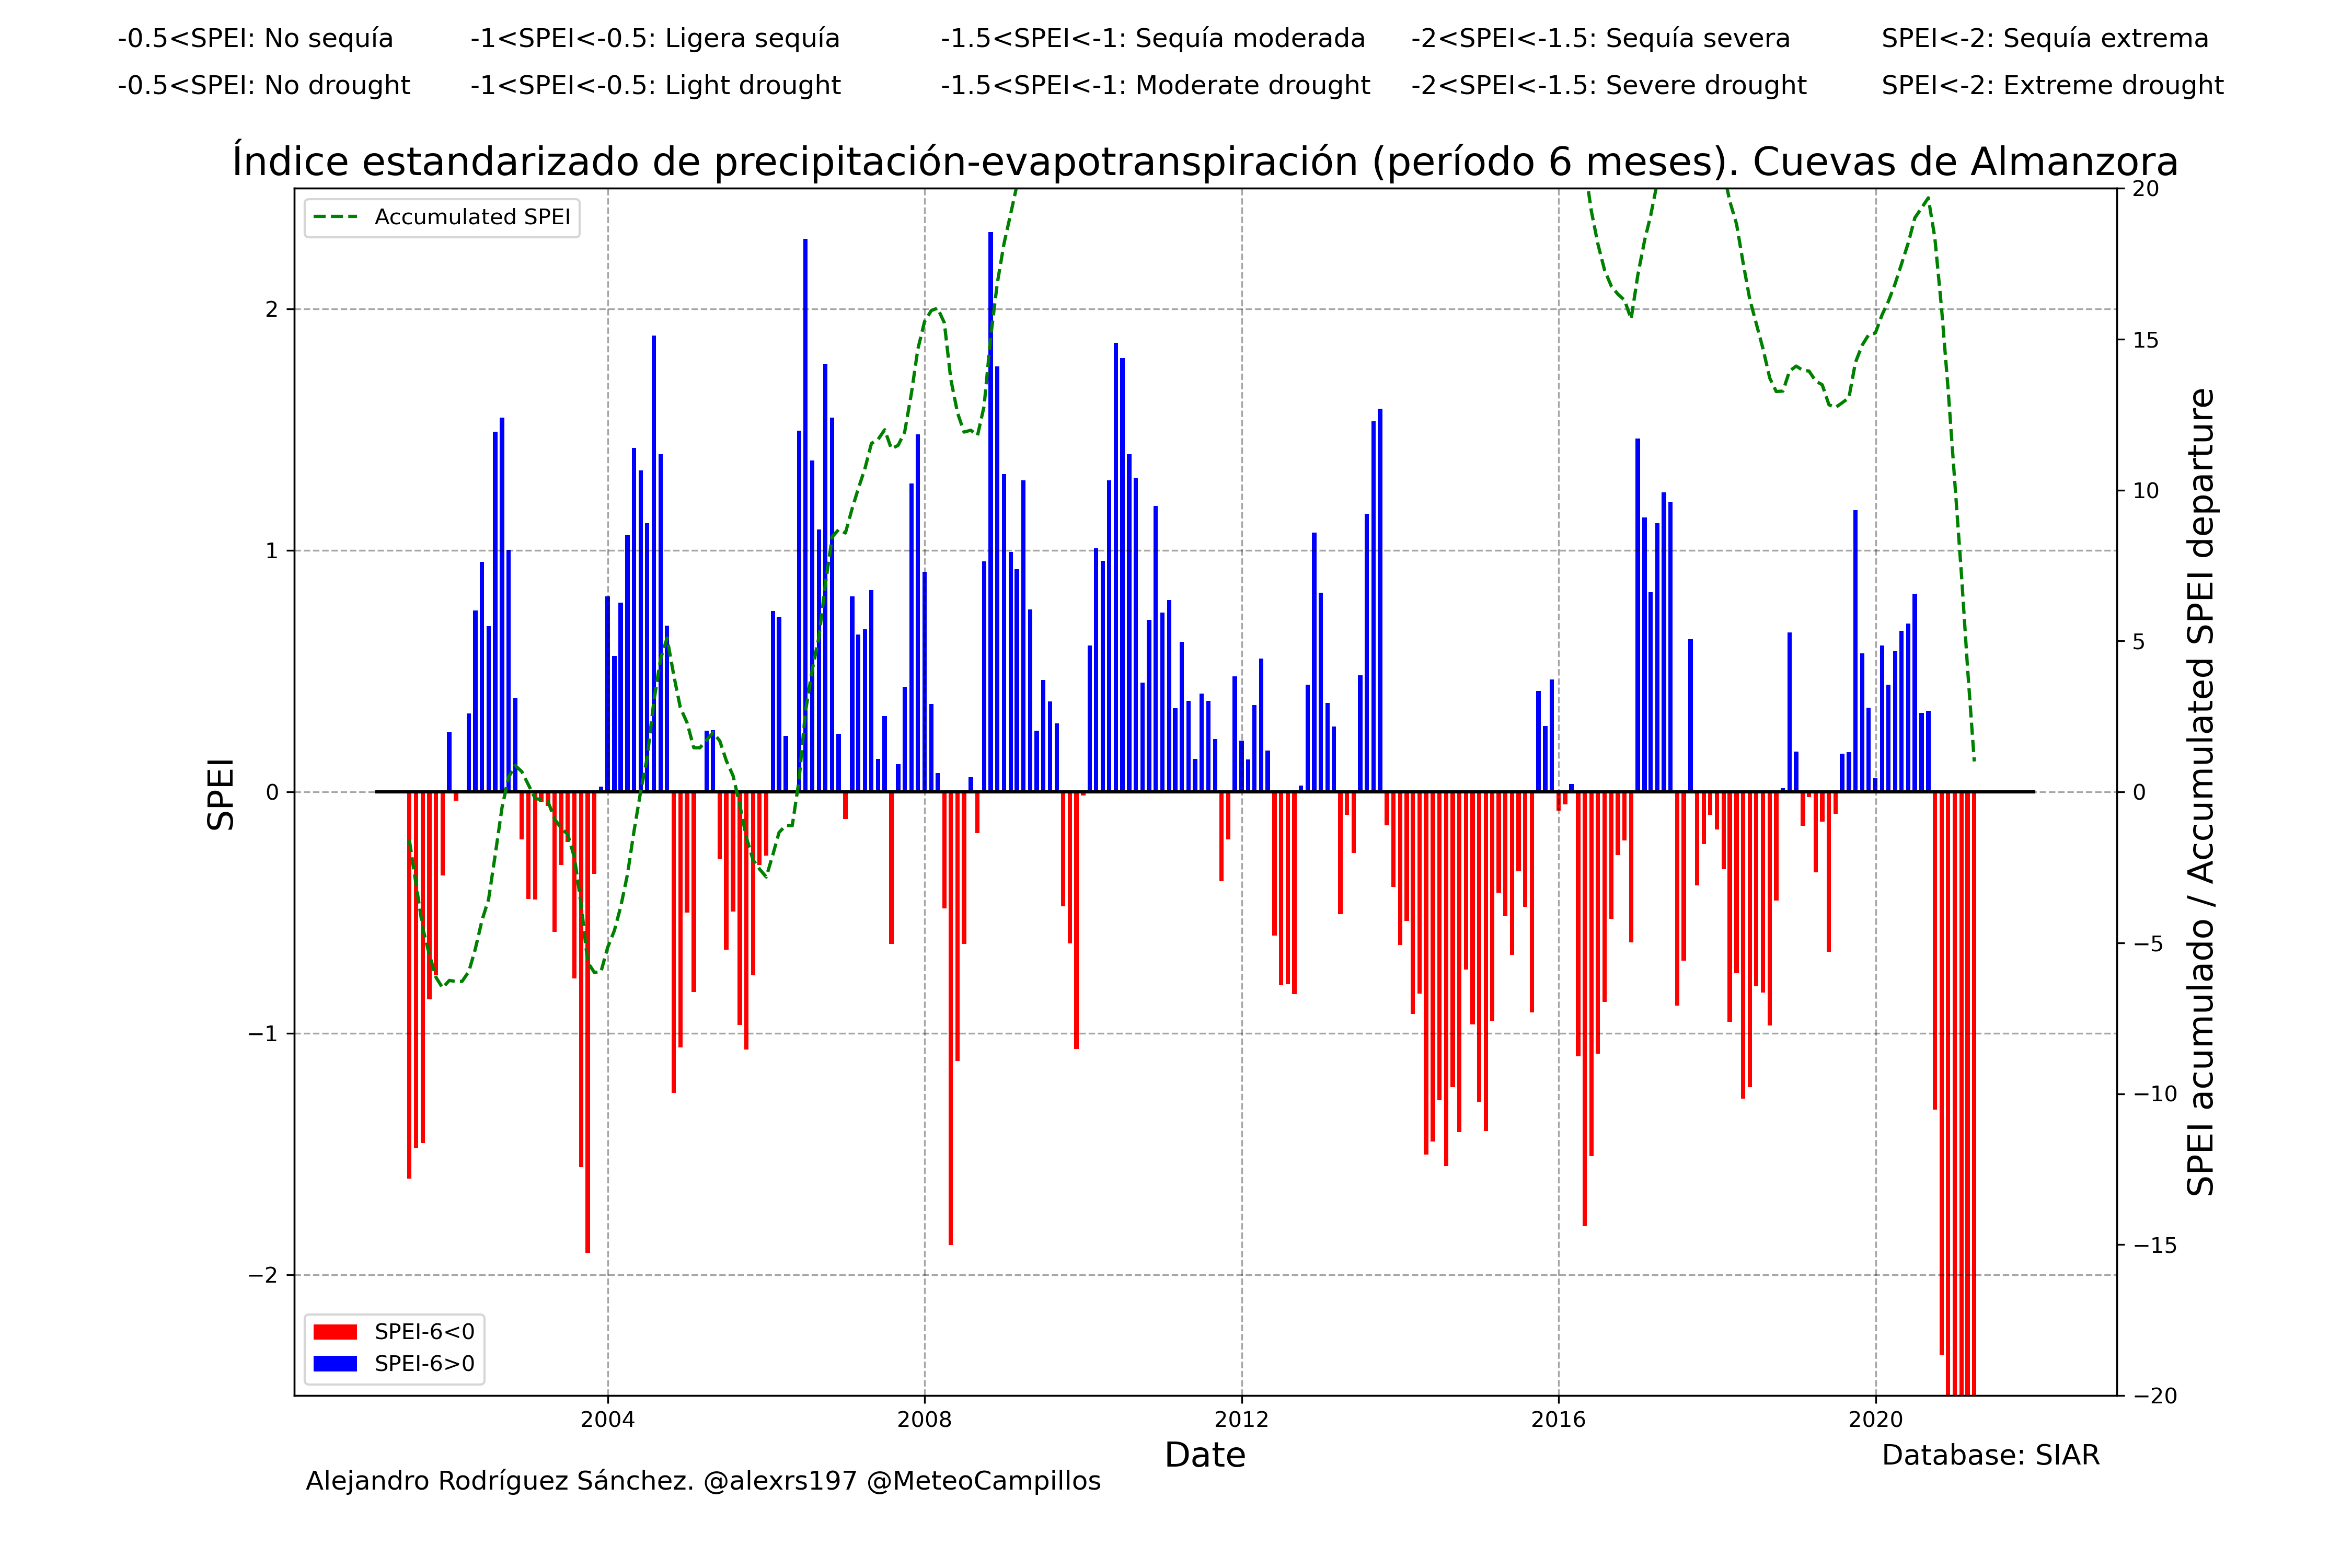 -0.5<SPEI: No sequía -1<SPEI<-0.5: Ligera sequía -1.5<SPEI<-1: Sequía moderada -2<SPEI<-1.5: Sequía severa SPEI<-2: Sequía extrema
-0.5<SPEI: No drought -1<SPEI<-0.5: Light drought -1.5<SPEI<-1: Moderate drought -2<SPEI<-1.5: Severe drought SPEI<-2: Extreme drought
Índice estandarizado de precipitación-evapotranspiración (período 6 meses). Cuevas de Almanzora
Accumulated SPEI
SPEI
2
1
0
−1
−2
20
15
10
5
0
−5
−10
−15
−20
SPEI acumulado / Accumulated SPEI departure
SPEI-6<0
SPEI-6>0
2004 2008 2012 2016 2020
Date
Database: SIAR
Alejandro Rodríguez Sánchez. @alexrs197 @MeteoCampillos